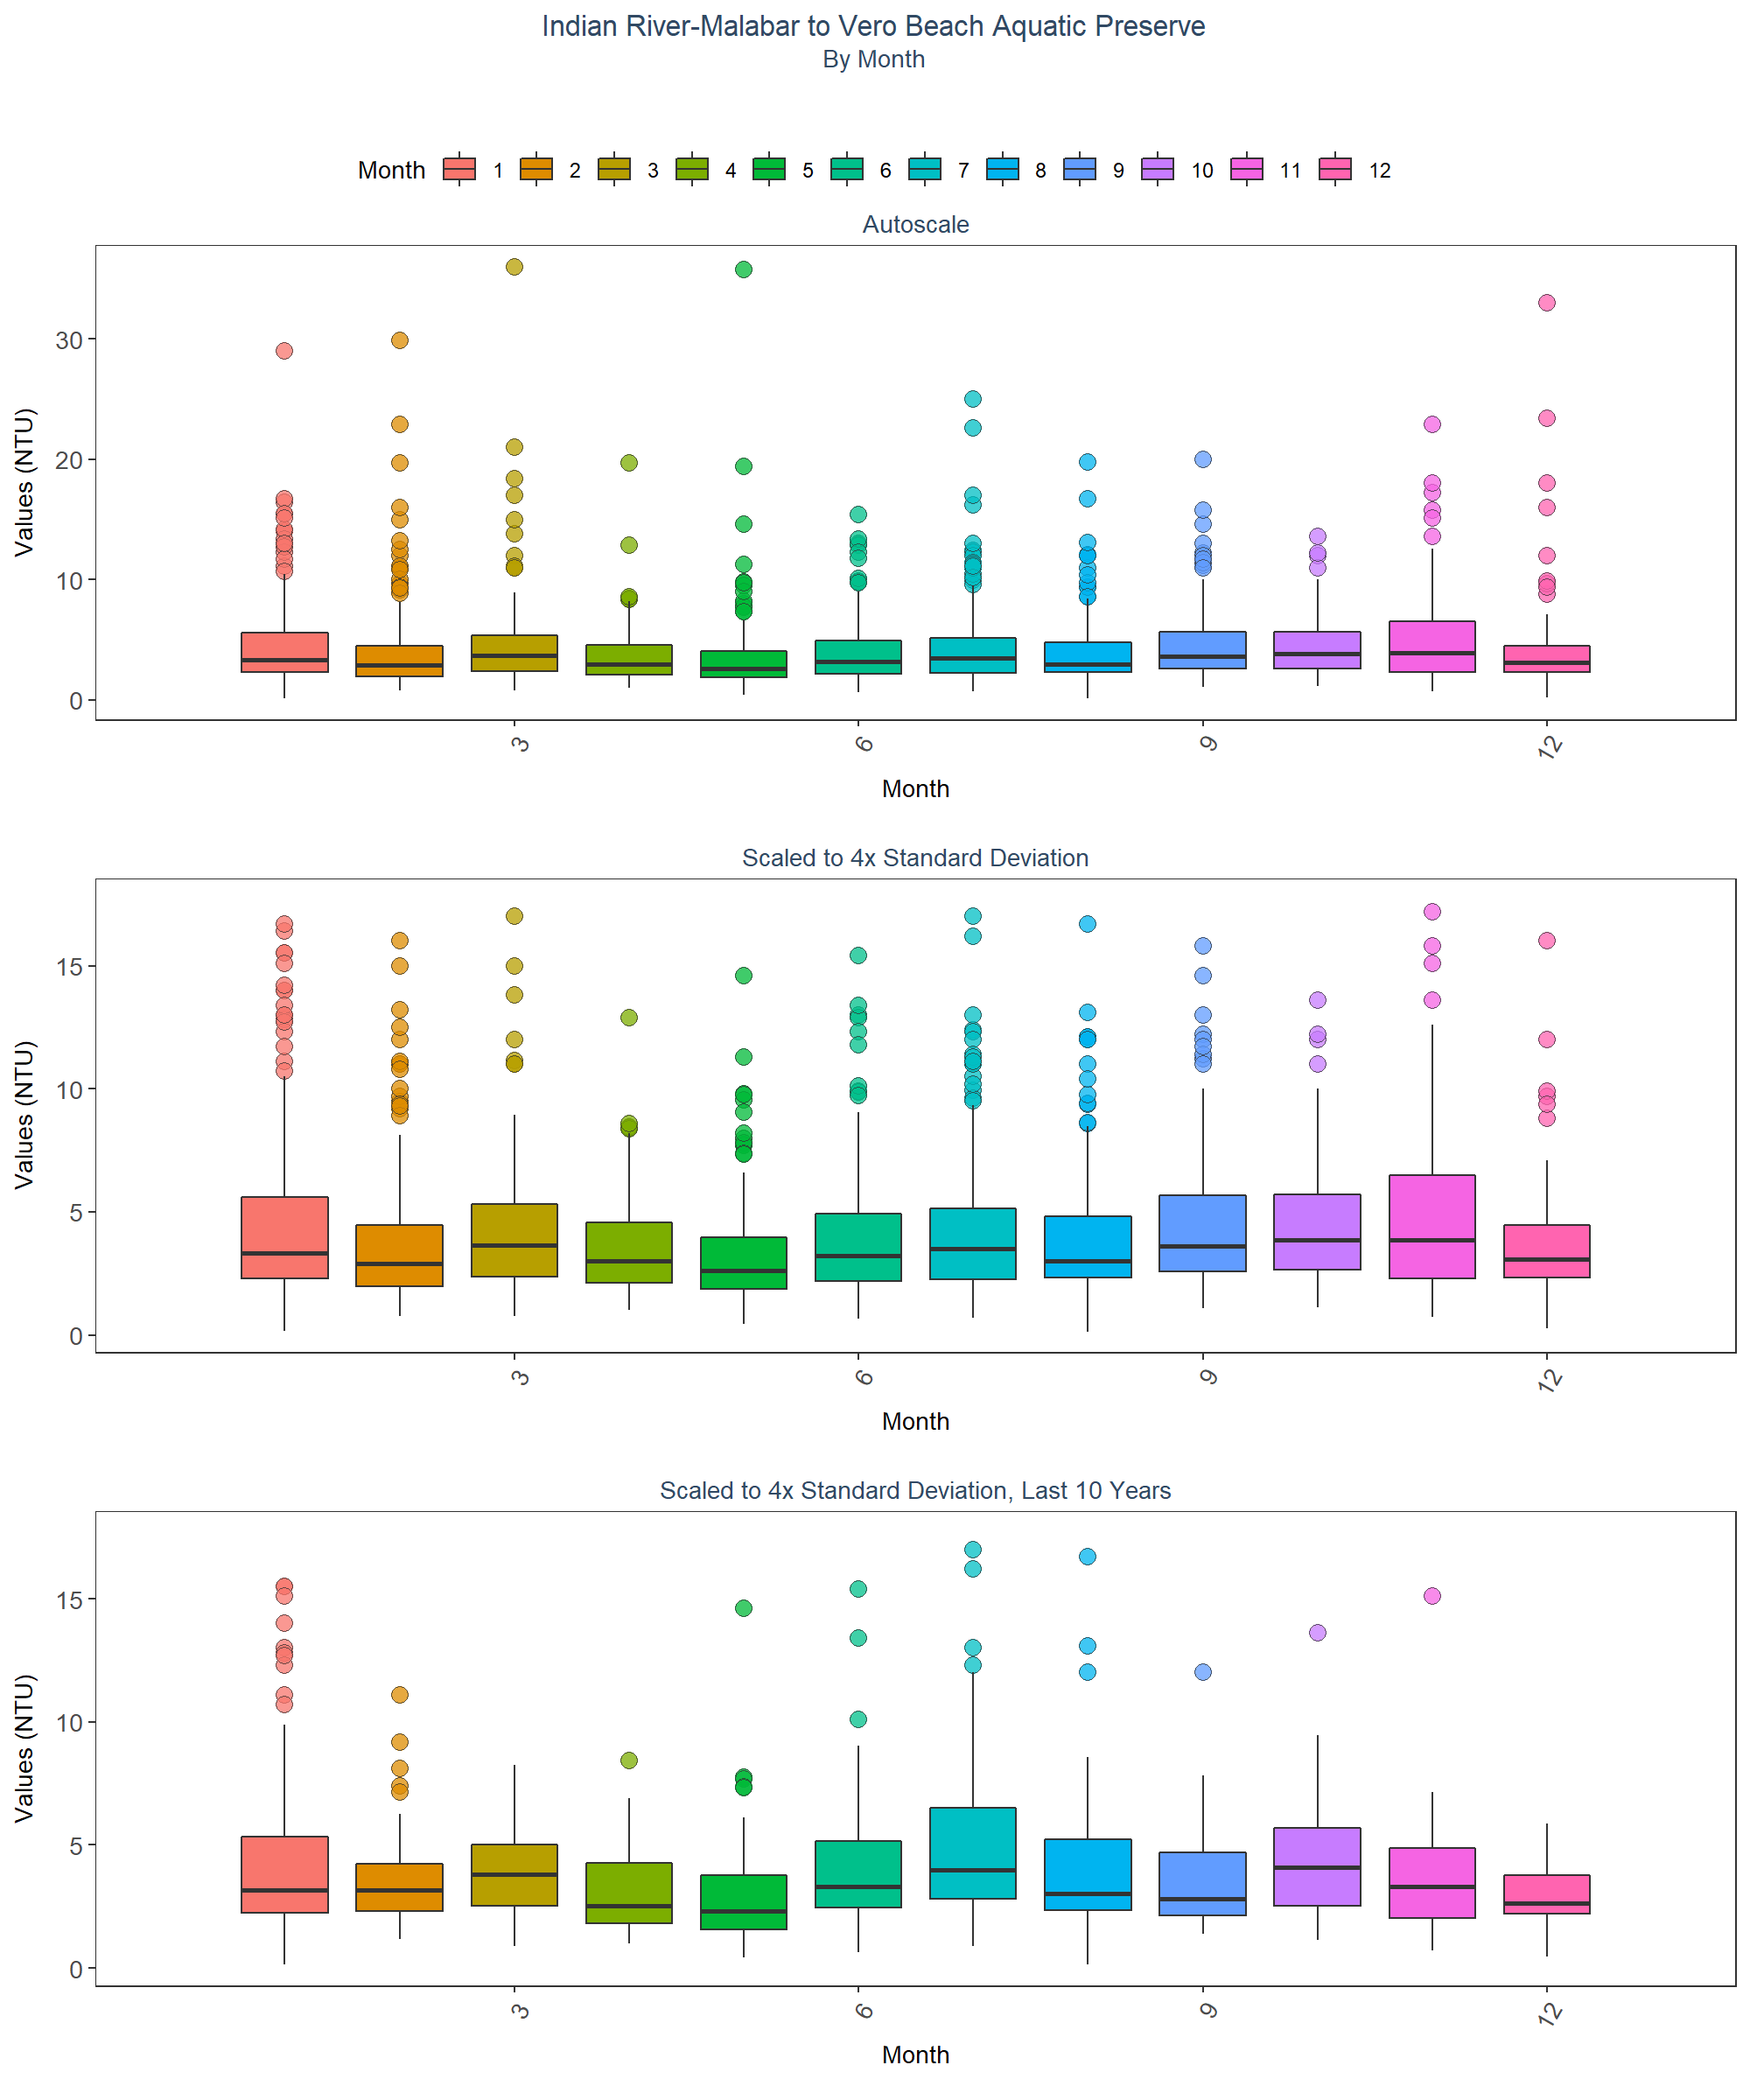 Indian River-Malabar to Vero Beach Aquatic Preserve
By Month
Month 1 2 3 4 5 6 7 8 9 10 11 12
Autoscale
Values (NTU)
30
20
10
0
3 6 9 12
Month
Scaled to 4x Standard Deviation
Values (NTU)
15
10
5
0
3 6 9 12
Month
Scaled to 4x Standard Deviation, Last 10 Years
Values (NTU)
15
10
5
0
3 6 9 12
Month